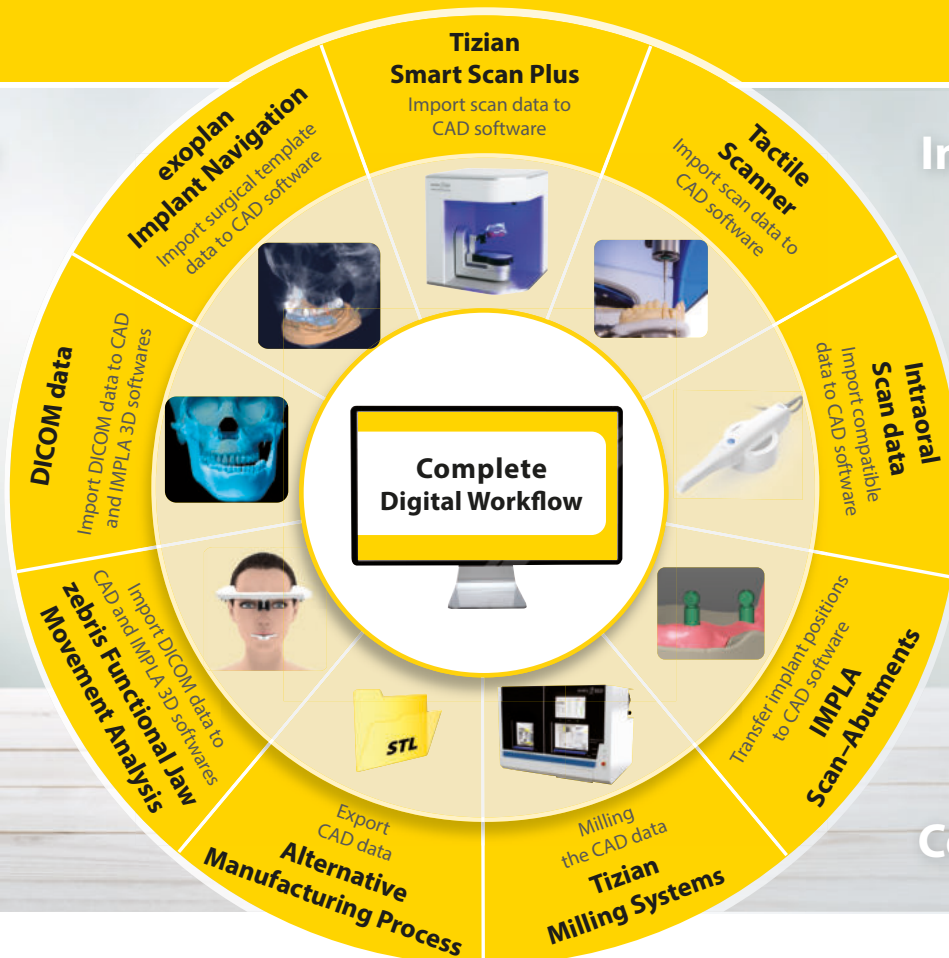 Tizian
Smart Scan Plus
Import scan data to
CAD software
Tactile
Scanner
Import scan data to
CAD software
Intraoral
Scan data
Import compatible
data to CAD software
Transfer implant positions
to CAD software
IMPLA
Scan-Abutments
Milling
the CAD data
Tizian
Milling Systems
Export
CAD data
Alternative
Manufacturing Process
Import DICOM data to
CAD and IMPLA 3D softwares
zebris Functional Jaw
Movement Analysis
DICOM data
Import DICOM data to CAD
and IMPLA 3D softwares
exoplan
Implant Navigation
Import surgical template
data to CAD software
Complete
Digital Workflow
STL